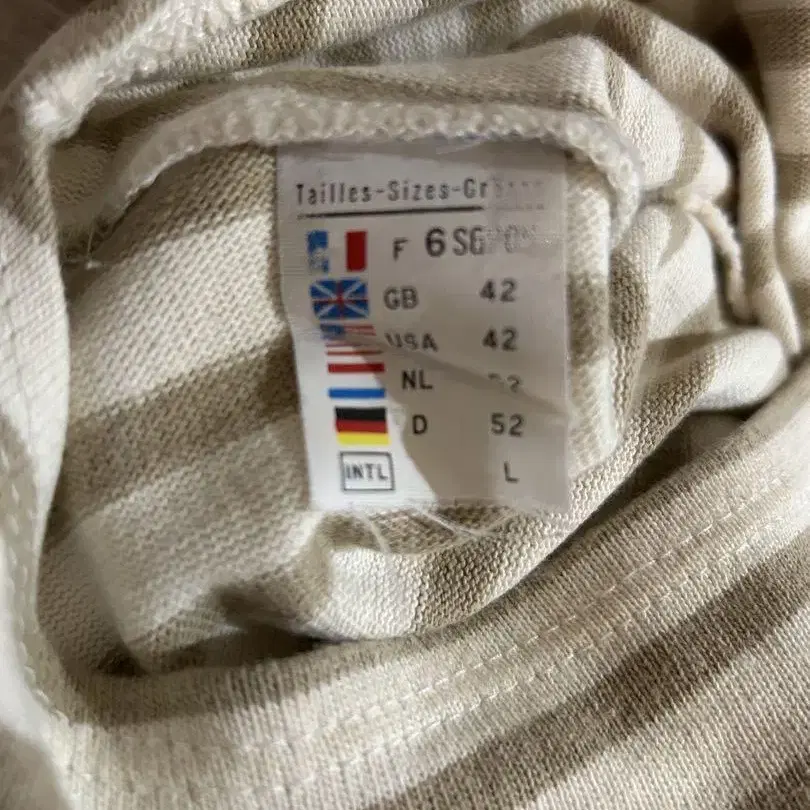 Tailles-Sizes-Gr
F 6
GB 42
USA 42
NL
D 52
INTL L